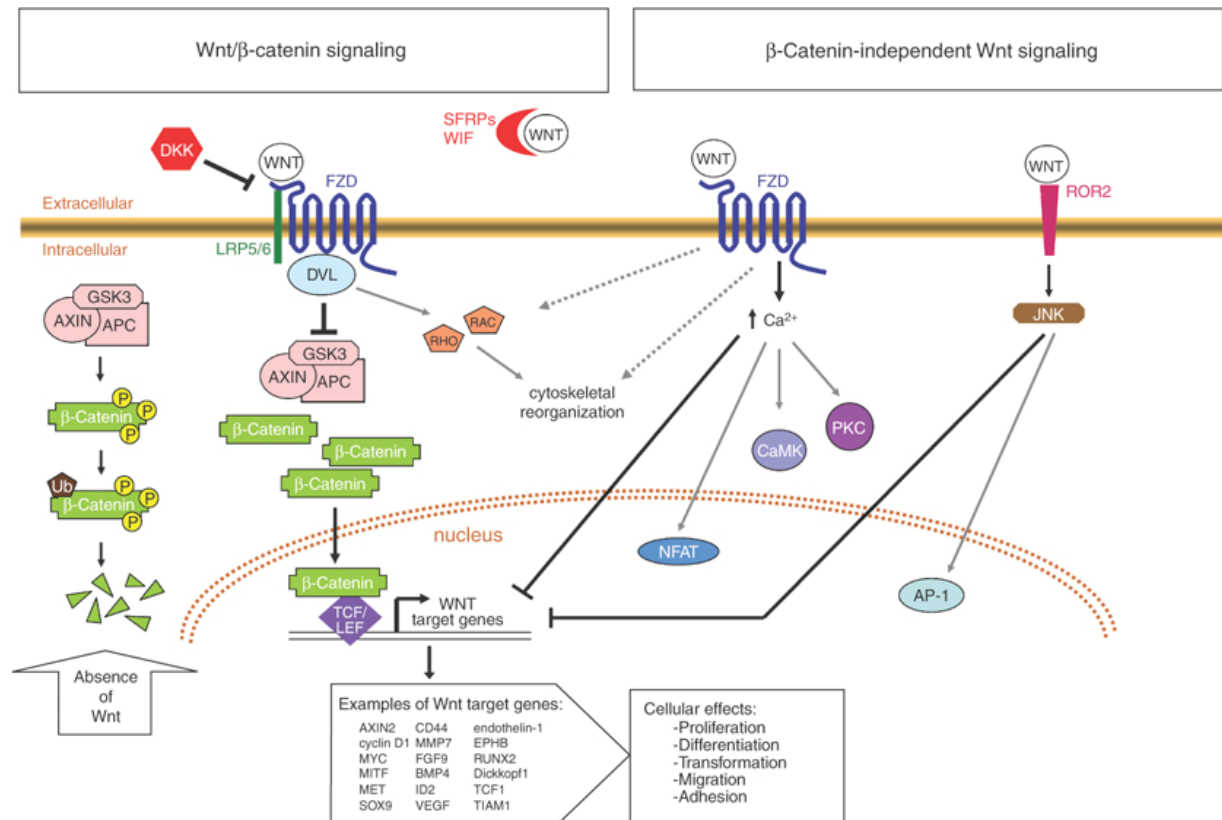 Wnt/β-catenin signaling
β-Catenin-independent Wnt signaling
SFRPs
WIF
WNT
DKK
WNT
FZD
WNT
FZD
WNT
ROR2
Extracellular
Intracellular
LRP5/6
DVL
GSK3
AXIN
APC
RAC
RHO
Ca²⁺
JNK
GSK3
AXIN
APC
cytoskeletal
reorganization
P
P
β-Catenin
P
β-Catenin
β-Catenin
β-Catenin
PKC
CaMK
Ub
P
P
β-Catenin
P
nucleus
NFAT
β-Catenin
TCF/
LEF
WNT
target genes
AP-1
Absence
of
Wnt
Examples of Wnt target genes:
AXIN2 CD44 endothelin-1
cyclin D1 MMP7 EPHB
MYC FGF9 RUNX2
MITF BMP4 Dickkopf1
MET ID2 TCF1
SOX9 VEGF TIAM1
Cellular effects:
-Proliferation
-Differentiation
-Transformation
-Migration
-Adhesion